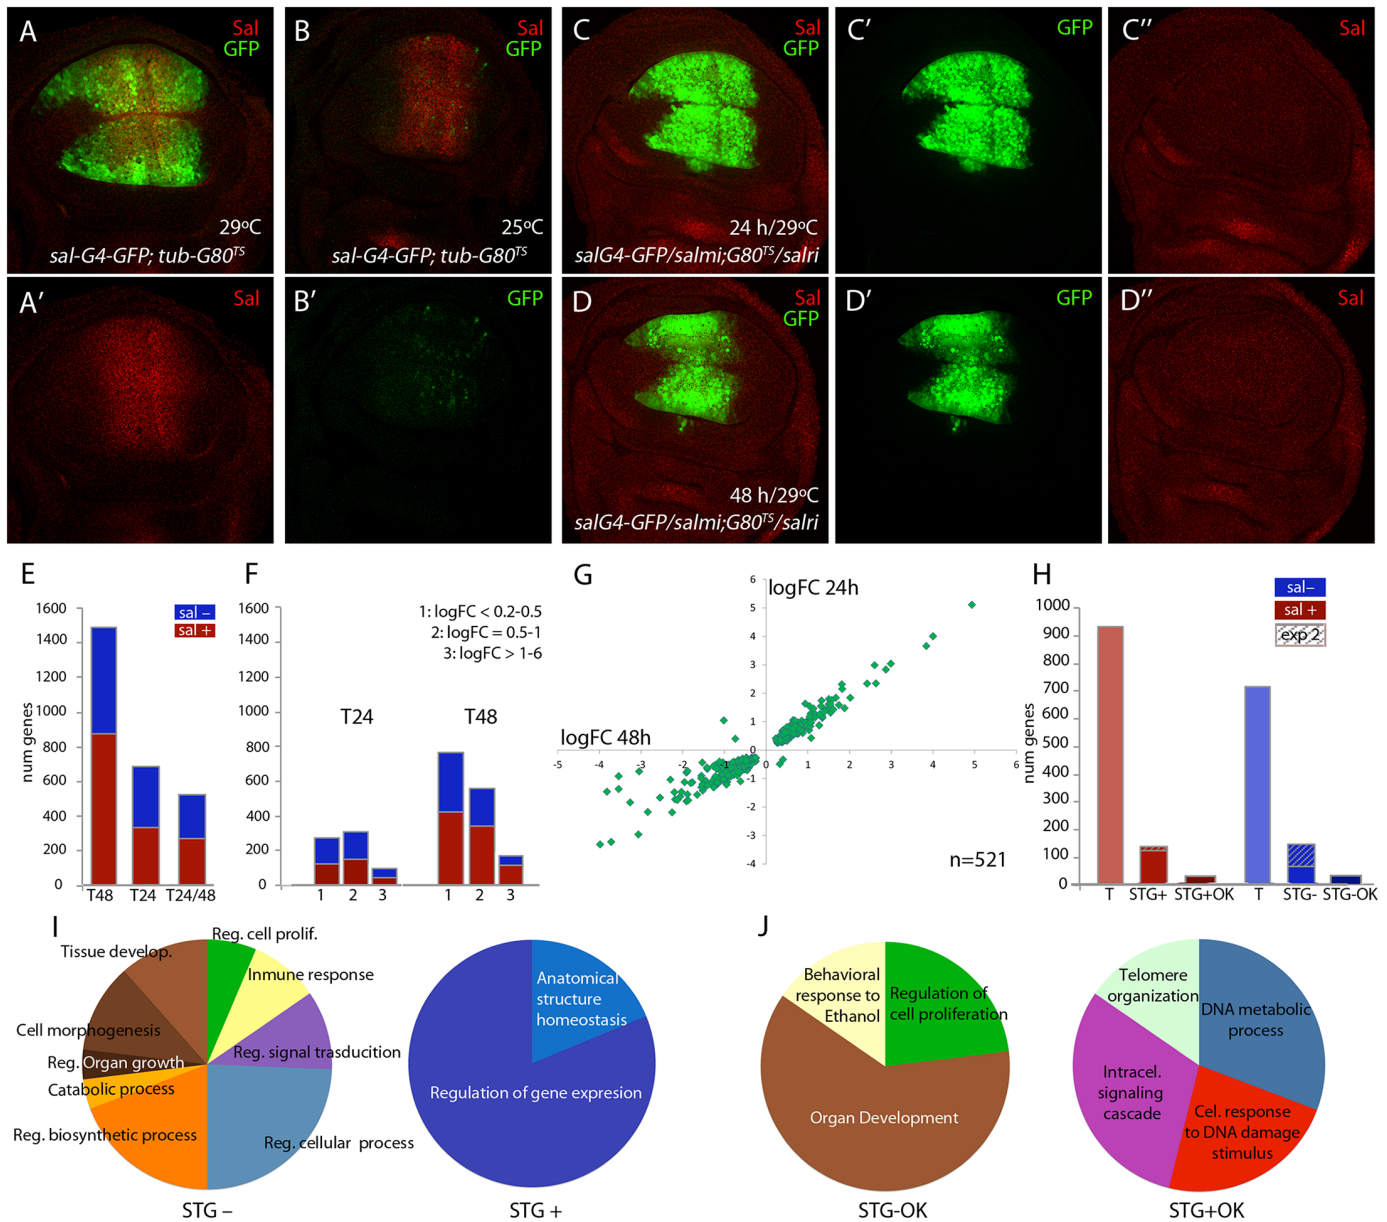 A
Sal
GFP
29ºC
sal-G4-GFP; tub-G80TS
B
Sal
GFP
25ºC
sal-G4-GFP; tub-G80TS
C
Sal
GFP
24 h/29ºC
salG4-GFP/salmi;G80TS/salri
C′
GFP
C′′
Sal
A′
Sal
B′
GFP
D
Sal
GFP
48 h/29ºC
salG4-GFP/salmi;G80TS/salri
D′
GFP
D′′
Sal
E
num genes
1600
1400
1200
1000
800
600
400
200
0
sal –
sal +
T48
T24
T24/48
F
1600
1400
1200
1000
800
600
400
200
0
1: logFC < 0.2-0.5
2: logFC = 0.5-1
3: logFC > 1-6
T24
T48
1 2 3 1 2 3
G
logFC 24h
logFC 48h
6
5
4
3
2
1
0
-1
-2
-3
-4
-5 -4 -3 -2 -1 0 1 2 3 4 5 6
n=521
H
num genes
1000
900
800
700
600
500
400
300
200
100
0
sal–
sal +
exp 2
T STG+ STG+OK T STG- STG-OK
I
Reg. cell prolif.
Tissue develop.
Inmune response
Cell morphogenesis
Reg. signal trasducition
Reg. Organ growth
Catabolic process
Reg. biosynthetic process
Reg. cellular process
STG –
Anatomical
structure
homeostasis
Regulation of gene expresion
STG +
J
Behavioral
response to
Ethanol
Regulation of
cell proliferation
Organ Development
STG-OK
Telomere
organization
DNA metabolic
process
Intracel.
signaling
cascade
Cel. response
to DNA damage
stimulus
STG+OK